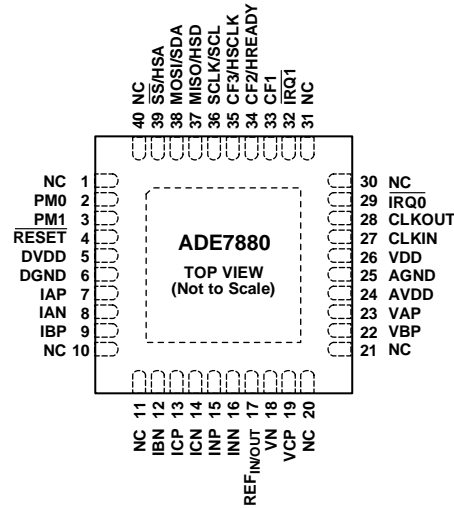 40 NC
39 S̅S̅/HSA
38 MOSI/SDA
37 MISO/HSD
36 SCLK/SCL
35 CF3/HSCLK
34 CF2/HREADY
33 CF1
32 I̅R̅Q̅1̅
31 NC
NC 1
PM0 2
PM1 3
R̅E̅S̅E̅T̅ 4
DVDD 5
DGND 6
IAP 7
IAN 8
IBP 9
NC 10
ADE7880
TOP VIEW
(Not to Scale)
30 NC
29 I̅R̅Q̅0̅
28 CLKOUT
27 CLKIN
26 VDD
25 AGND
24 AVDD
23 VAP
22 VBP
21 NC
NC 11
IBN 12
ICP 13
ICN 14
INP 15
INN 16
REFIN/OUT 17
VN 18
VCP 19
NC 20